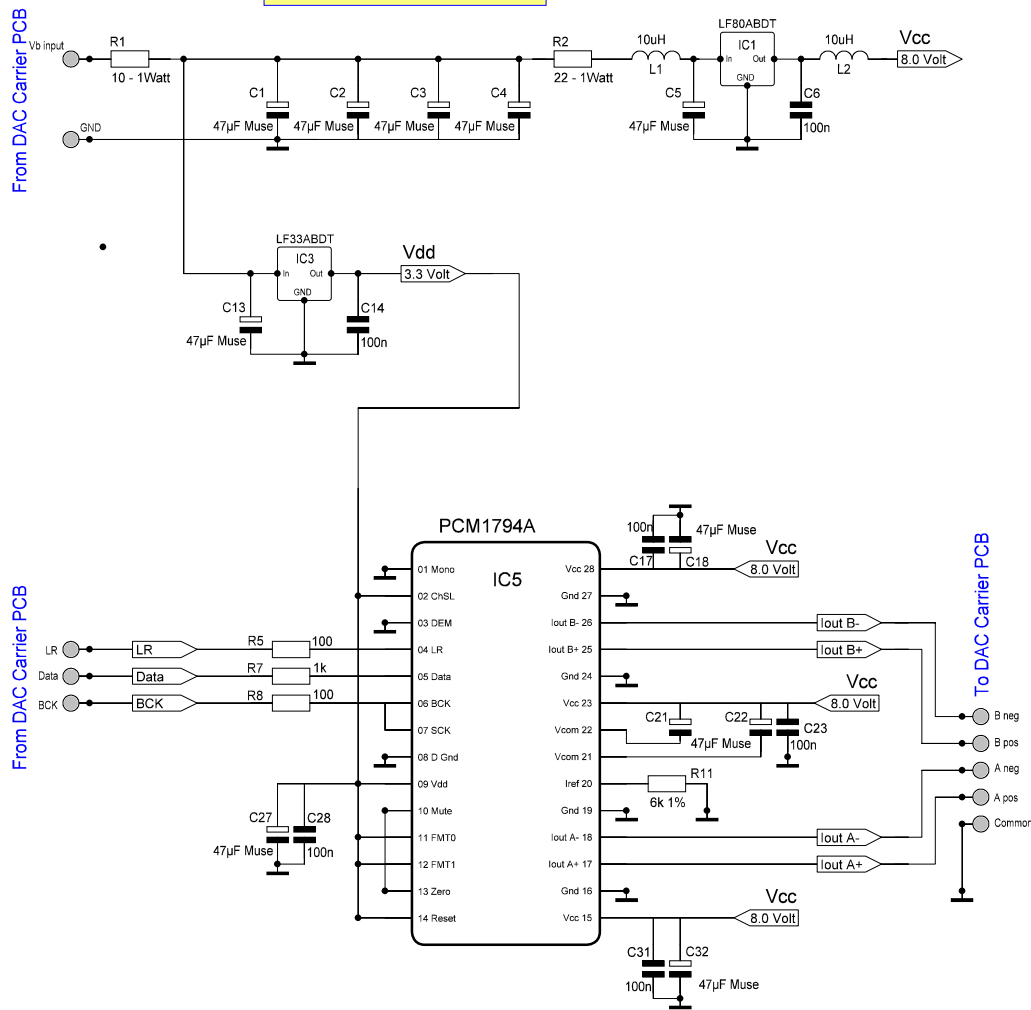 From DAC Carrier PCB
Vb input
R1
10 - 1Watt
GND
C1
47µF Muse
C2
47µF Muse
C3
47µF Muse
C4
47µF Muse
R2
22 - 1Watt
10uH
L1
C5
47µF Muse
LF80ABDT
IC1
In
Out
GND
C6
100n
10uH
L2
Vcc
8.0 Volt
LF33ABDT
IC3
In
Out
GND
C13
47µF Muse
C14
100n
Vdd
3.3 Volt
PCM1794A
IC5
01 Mono
02 ChSL
03 DEM
04 LR
05 Data
06 BCK
07 SCK
08 D Gnd
09 Vdd
10 Mute
11 FMT0
12 FMT1
13 Zero
14 Reset
Vcc 28
Gnd 27
Iout B- 26
Iout B+ 25
Gnd 24
Vcc 23
Vcom 22
Vcom 21
Iref 20
Gnd 19
Iout A- 18
Iout A+ 17
Gnd 16
Vcc 15
From DAC Carrier PCB
LR
LR
R5
100
Data
Data
R7
1k
BCK
BCK
R8
100
C27
47µF Muse
C28
100n
100n
C17
47µF Muse
C18
Vcc
8.0 Volt
Iout B-
Iout B+
C21
47µF Muse
C22
C23
100n
Vcc
8.0 Volt
R11
6k 1%
Iout A-
Iout A+
C31
100n
C32
47µF Muse
Vcc
8.0 Volt
To DAC Carrier PCB
B neg
B pos
A neg
A pos
Common